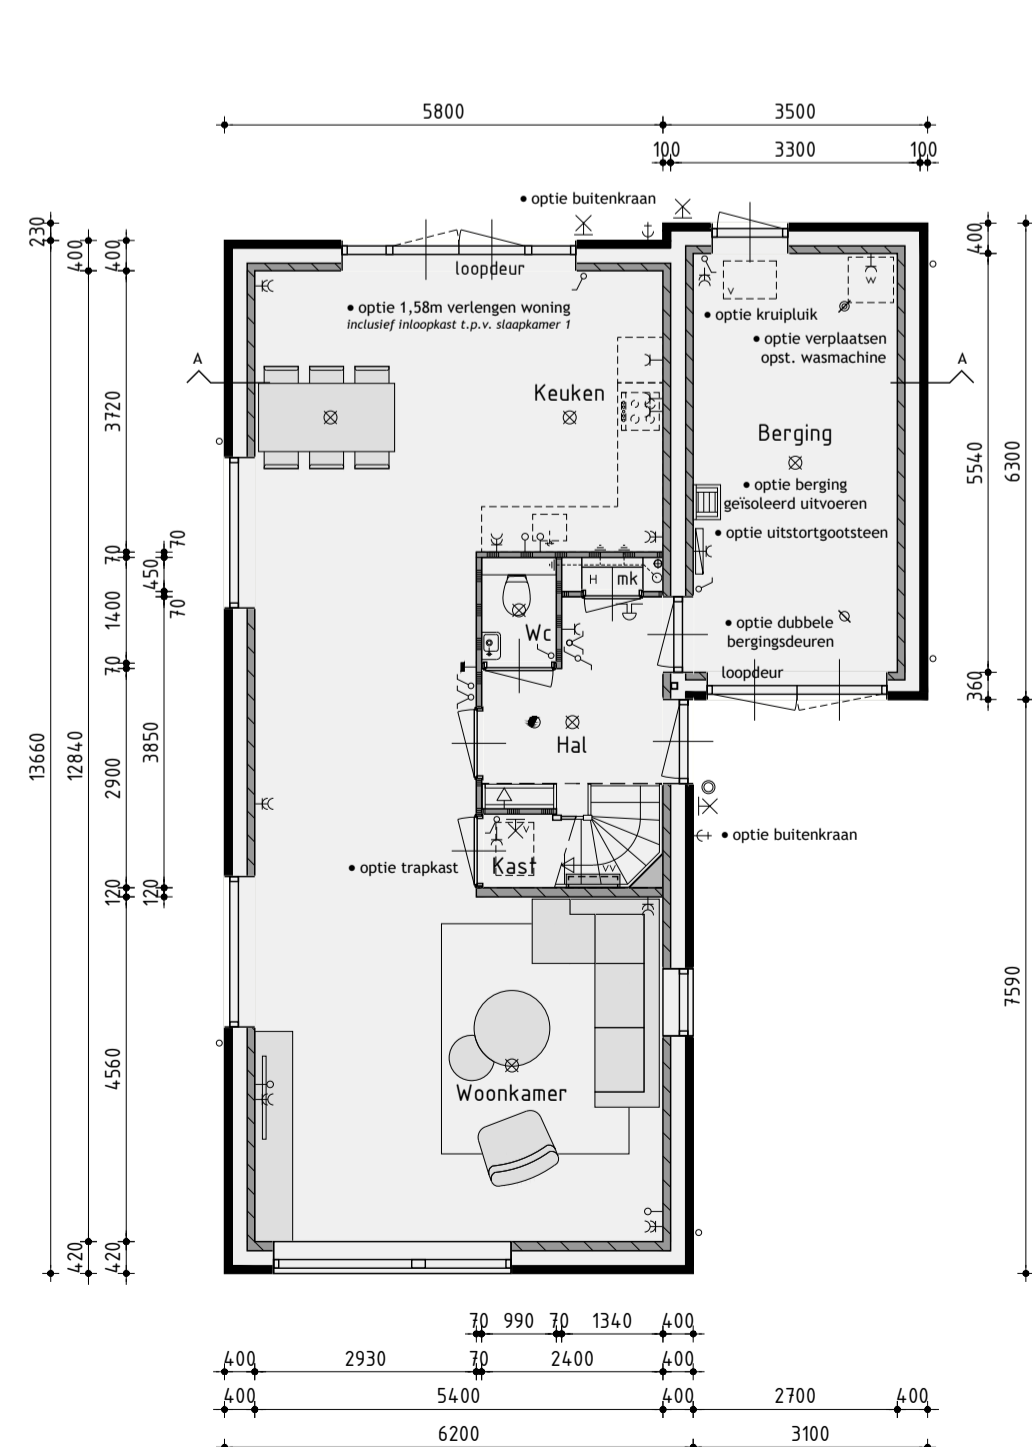 5800
3500
100
3300
100
• optie buitenkraan
230
400
400
400
loopdeur
• optie 1,58m verlengen woning
inclusief inloopkast t.p.v. slaapkamer 1
V
W
• optie kruipluik
• optie verplaatsen
opst. wasmachine
A
A
Keuken
3720
Berging
5540
6300
• optie berging
geïsoleerd uitvoeren
• optie uitstortgootsteen
70
70
450
H
mk
1400
70
Wc
• optie dubbele
bergingsdeuren
70
loopdeur
360
Hal
13660
12840
2900
3850
• optie buitenkraan
V
Kast
VV
• optie trapkast
120
120
7590
4560
Woonkamer
420
420
70
990
70
1340
400
400
2930
70
2400
400
400
5400
400
2700
400
6200
3100